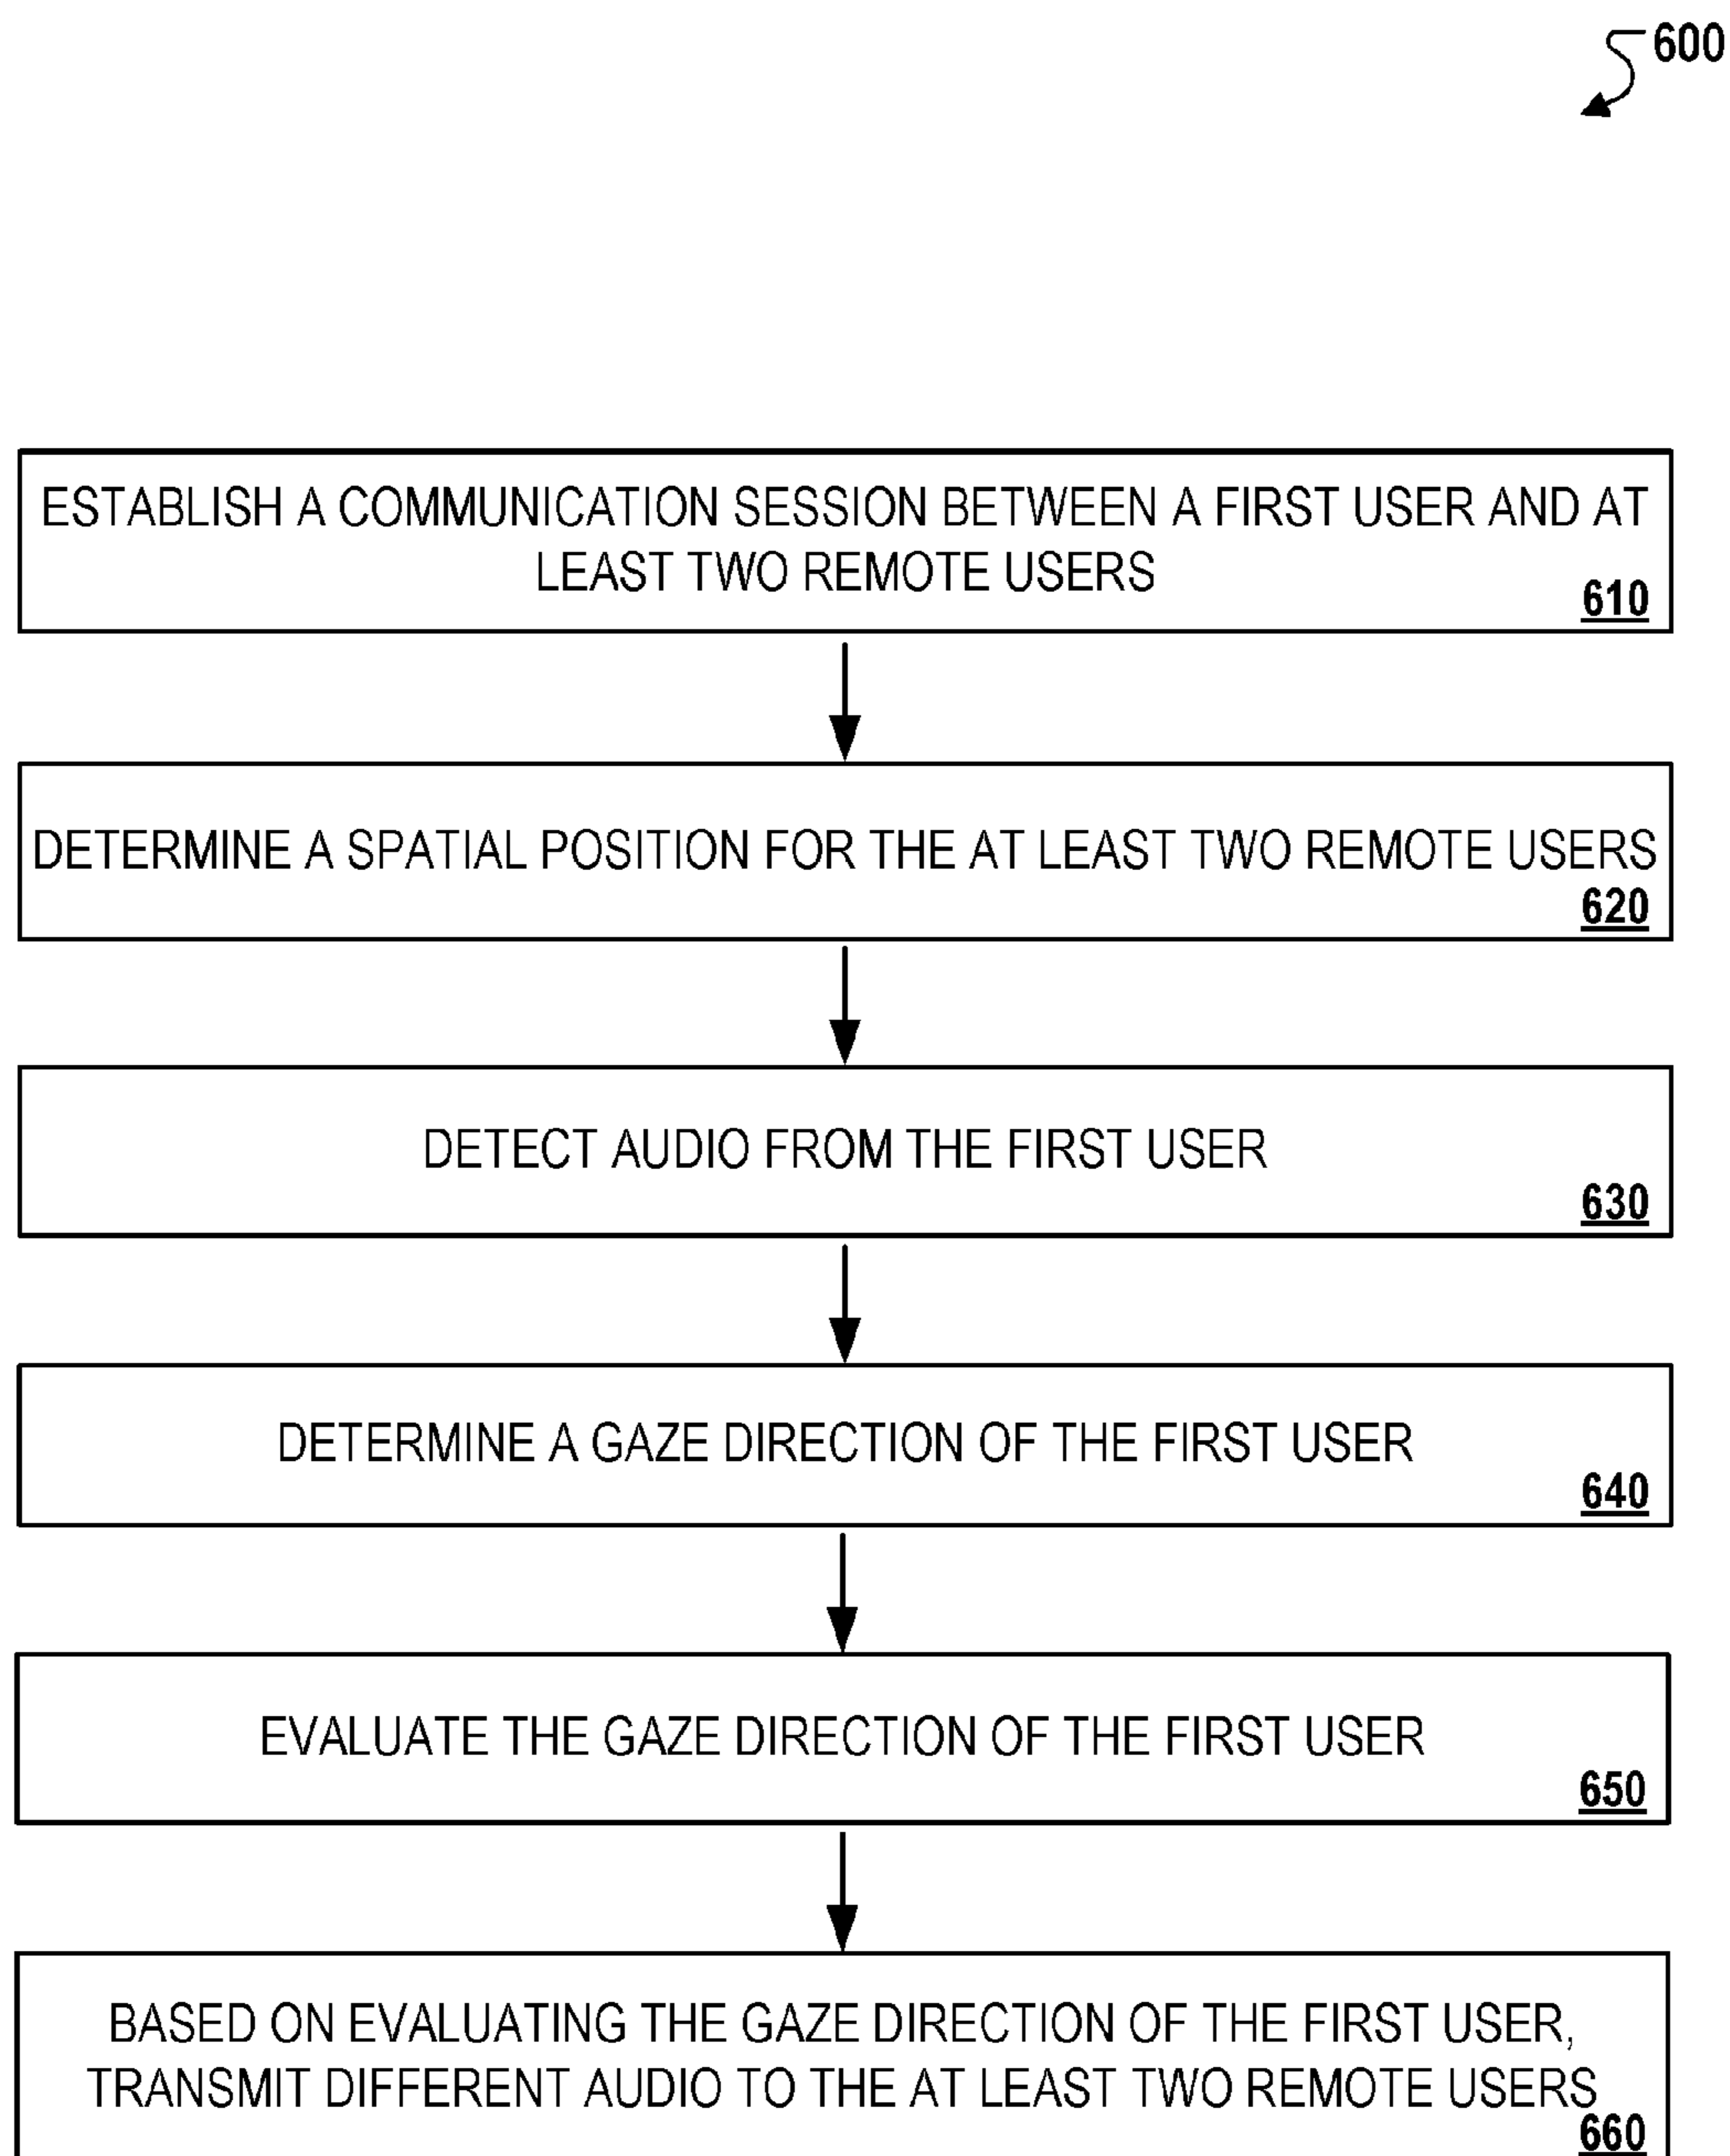 600
ESTABLISH A COMMUNICATION SESSION BETWEEN A FIRST USER AND AT
LEAST TWO REMOTE USERS
610
DETERMINE A SPATIAL POSITION FOR THE AT LEAST TWO REMOTE USERS
620
DETECT AUDIO FROM THE FIRST USER
630
DETERMINE A GAZE DIRECTION OF THE FIRST USER
640
EVALUATE THE GAZE DIRECTION OF THE FIRST USER
650
BASED ON EVALUATING THE GAZE DIRECTION OF THE FIRST USER,
TRANSMIT DIFFERENT AUDIO TO THE AT LEAST TWO REMOTE USERS
660